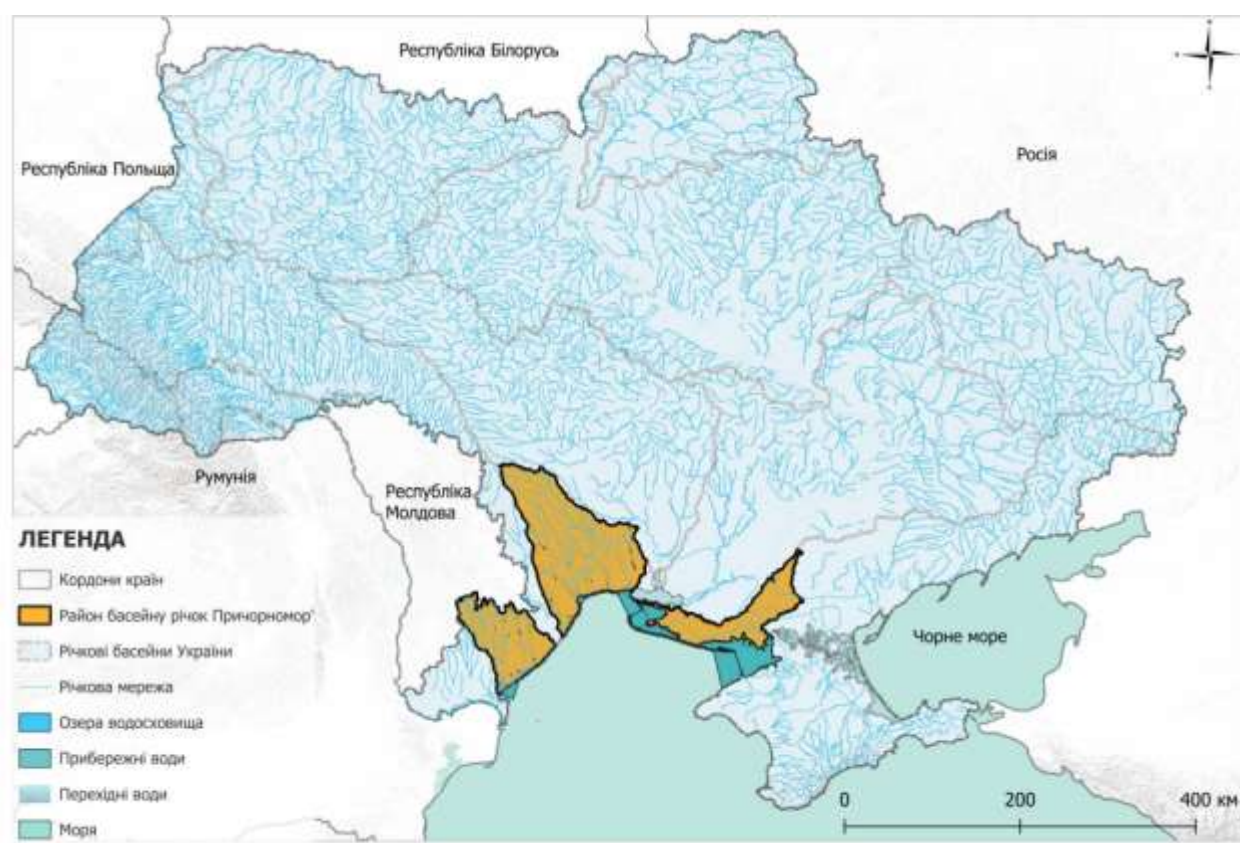 Республіка Білорусь
Республіка Польща
Росія
Румунія
Республіка
Молдова
Чорне море
ЛЕГЕНДА
Кордони країн
Район басейну річок Причорномор'
Річкові басейни України
Річкова мережа
Озера водосховища
Прибережні води
Перехідні води
Моря
0 200 400 км